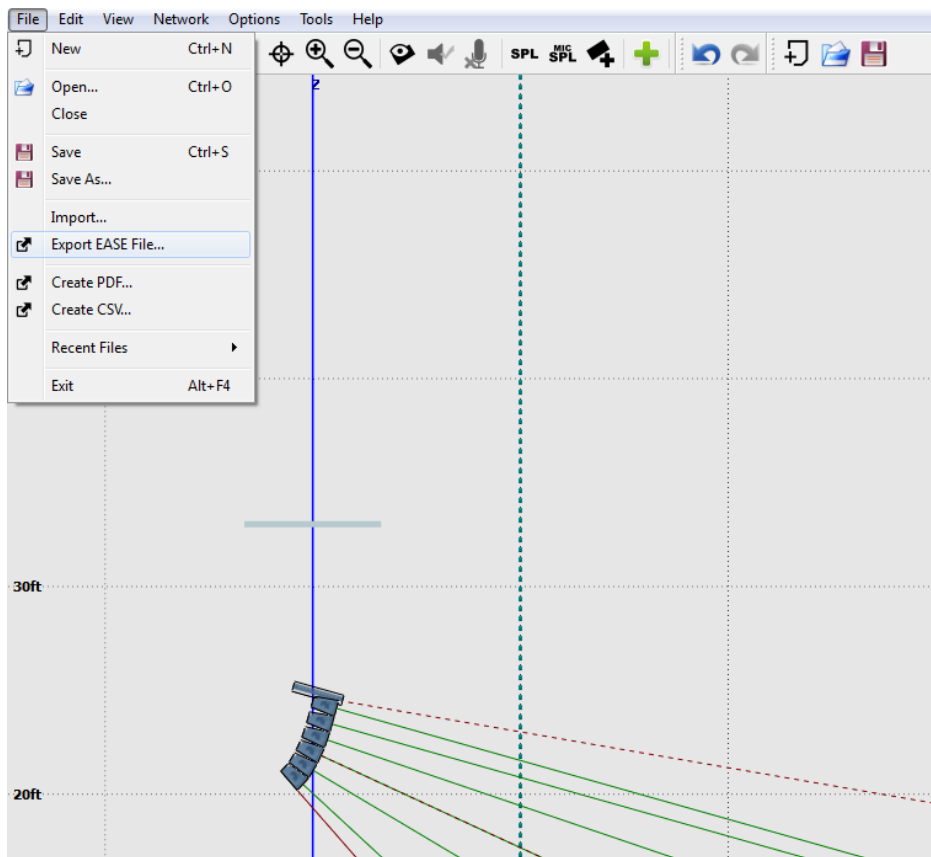 File Edit View Network Options Tools Help
New Ctrl+N
Open... Ctrl+O
Close
Save Ctrl+S
Save As...
Import...
Export EASE File...
Create PDF...
Create CSV...
Recent Files
Exit Alt+F4
SPL MIC SPL
Z
30ft
20ft